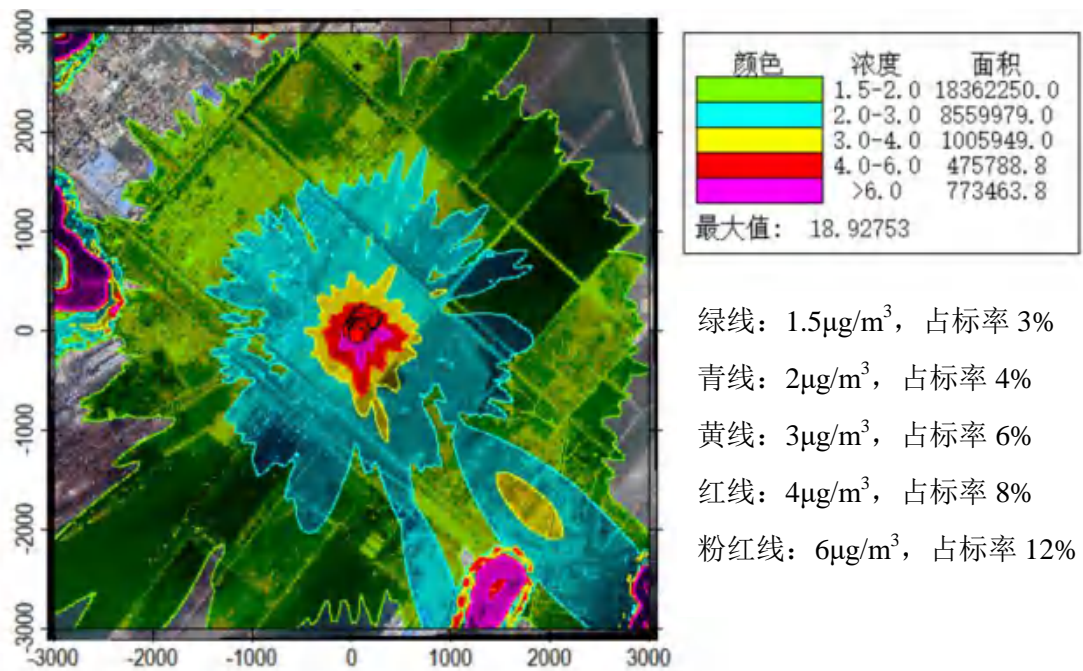 3000
2000
1000
0
-1000
-2000
-3000
-3000 -2000 -1000 0 1000 2000 3000
颜色 浓度 面积
1.5-2.0 18362250.0
2.0-3.0 8559979.0
3.0-4.0 1005949.0
4.0-6.0 475788.8
>6.0 773463.8
最大值: 18.92753
绿线：1.5μg/m³，占标率 3%
青线：2μg/m³，占标率 4%
黄线：3μg/m³，占标率 6%
红线：4μg/m³，占标率 8%
粉红线：6μg/m³，占标率 12%